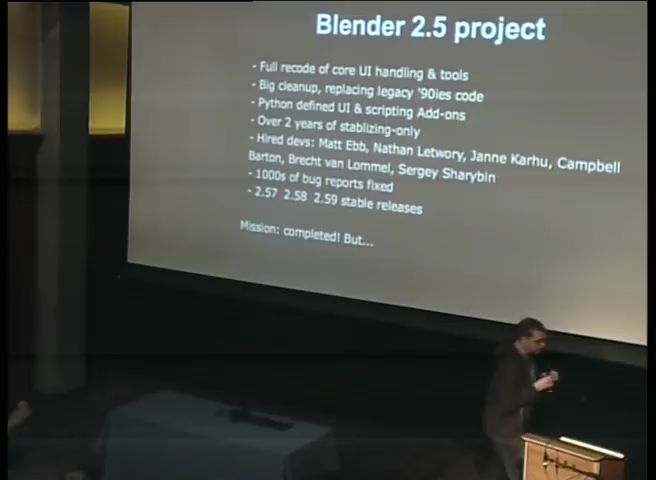 Blender 2.5 project
- Full recode of core UI handling & tools
- Big cleanup, replacing legacy '90ies code
- Python defined UI & scripting Add-ons
- Over 2 years of stablizing-only
- Hired devs: Matt Ebb, Nathan Letwory, Janne Karhu, Campbell
Barton, Brecht van Lommel, Sergey Sharybin
- 1000s of bug reports fixed
- 2.57 2.58 2.59 stable releases
Mission: completed! But...